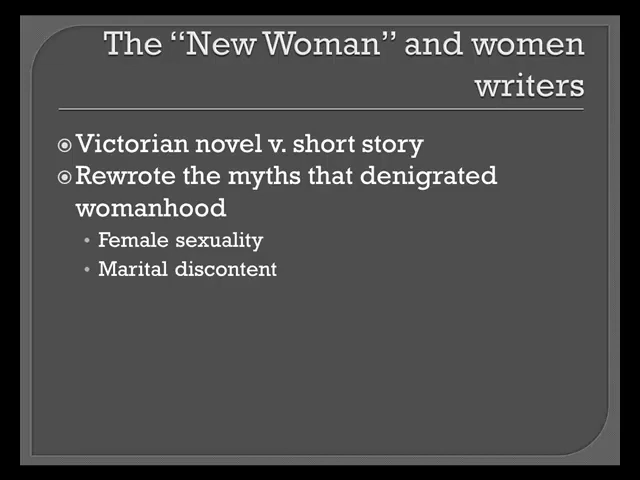 The “New Woman” and women
writers
Victorian novel v. short story
Rewrote the myths that denigrated
womanhood
Female sexuality
Marital discontent